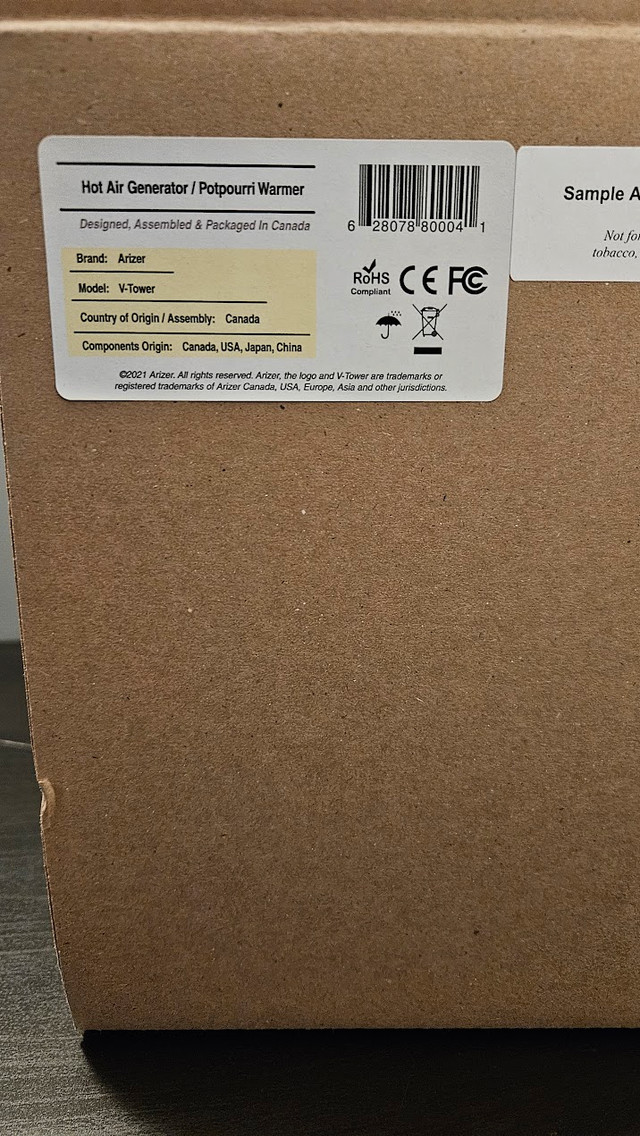 Hot Air Generator / Potpourri Warmer
Designed, Assembled & Packaged In Canada
Brand: Arizer
Model: V-Tower
Country of Origin / Assembly: Canada
Components Origin: Canada, USA, Japan, China
6 28078 80004 1
RoHS
Compliant
CE FC
©2021 Arizer. All rights reserved. Arizer, the logo and V-Tower are trademarks or
registered trademarks of Arizer Canada, USA, Europe, Asia and other jurisdictions.
Sample A
Not for
tobacco,